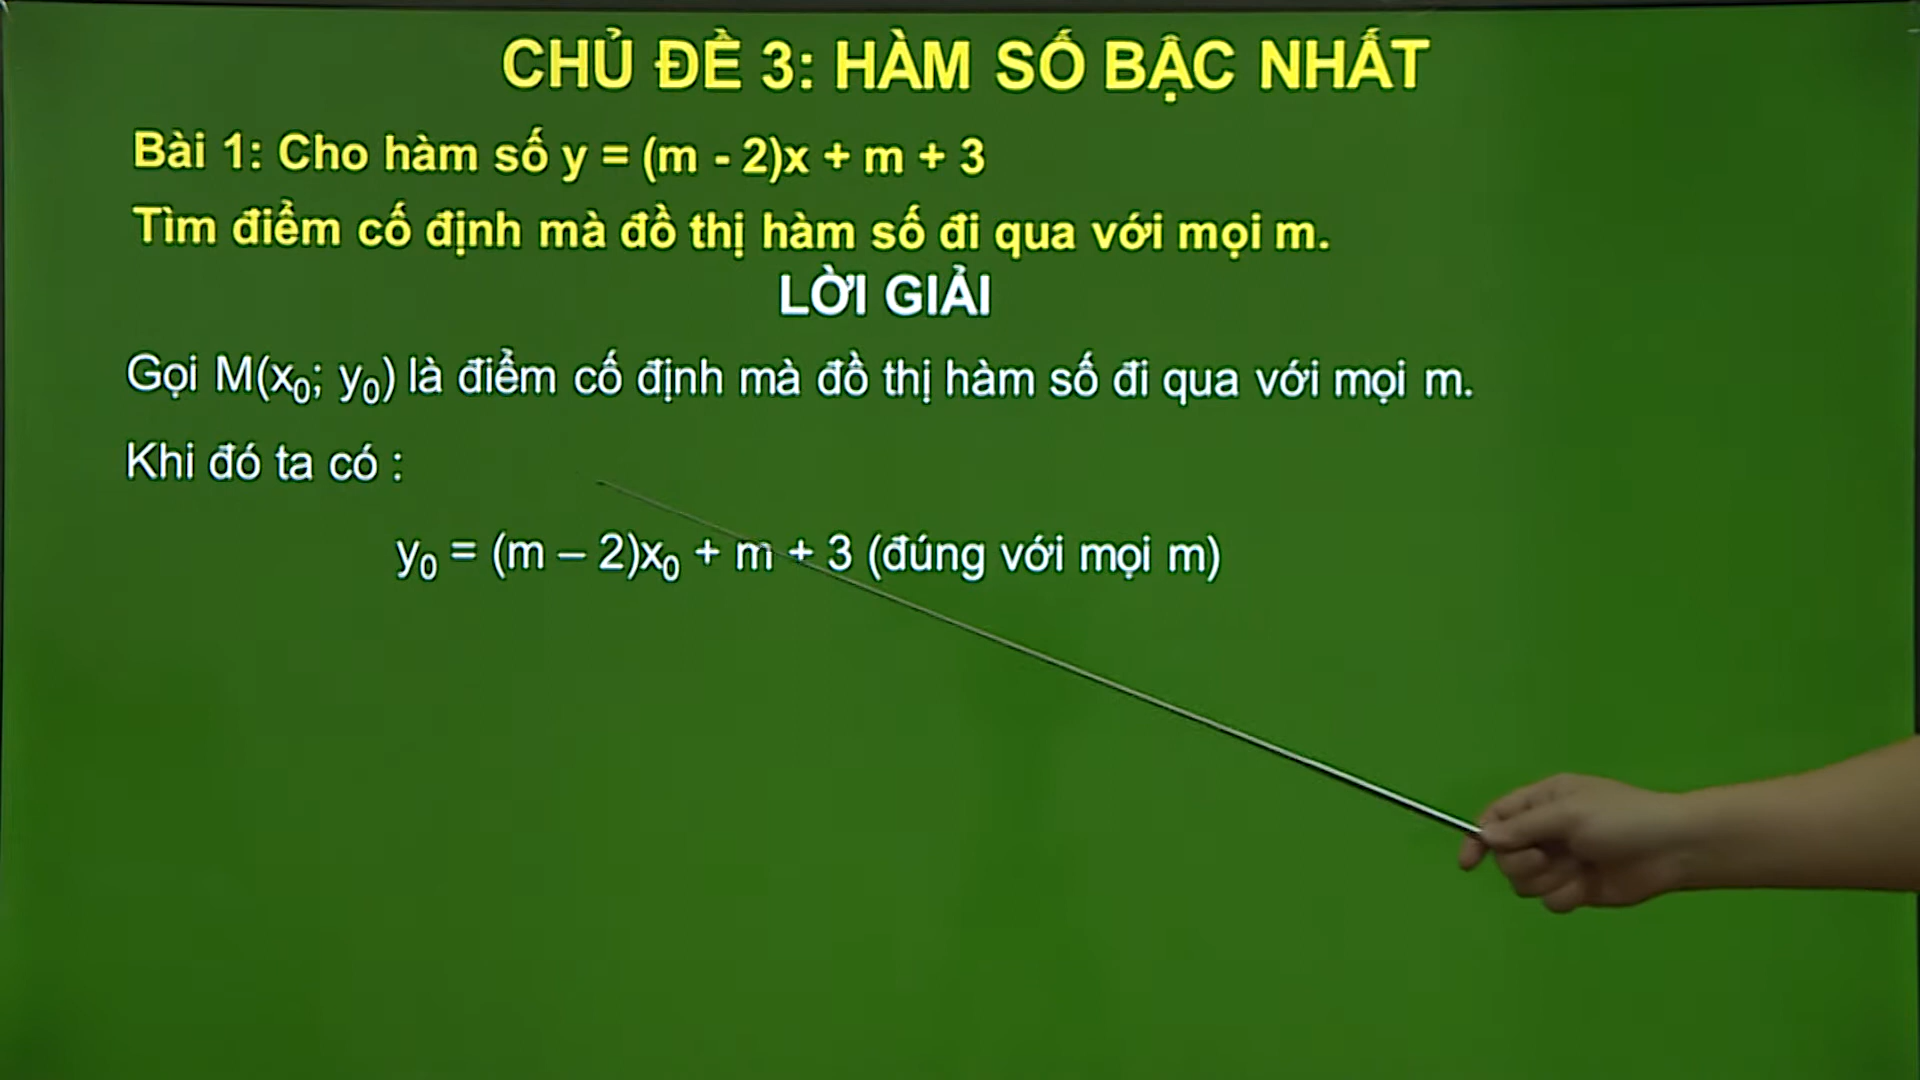 CHỦ ĐỀ 3: HÀM SỐ BẬC NHẤT
Bài 1: Cho hàm số y = (m - 2)x + m + 3
Tìm điểm cố định mà đồ thị hàm số đi qua với mọi m.
LỜI GIẢI
Gọi M(x₀; y₀) là điểm cố định mà đồ thị hàm số đi qua với mọi m.
Khi đó ta có :
y₀ = (m – 2)x₀ + m + 3 (đúng với mọi m)